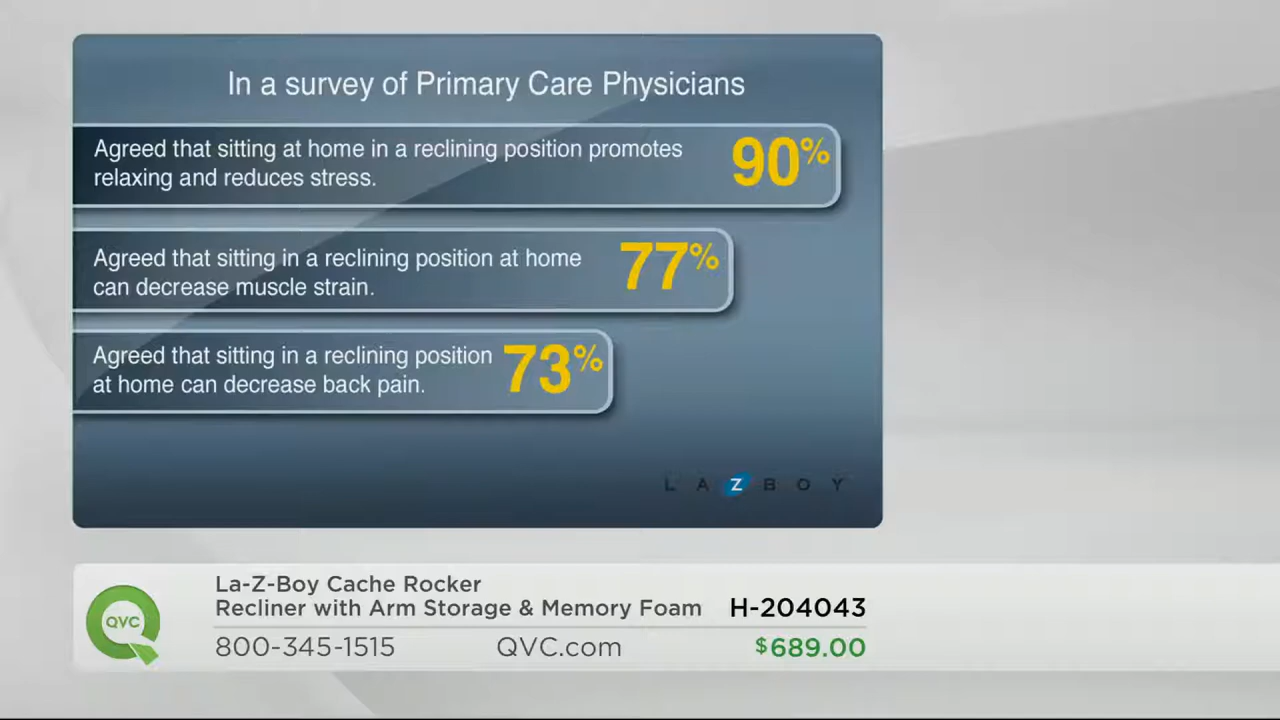 In a survey of Primary Care Physicians
Agreed that sitting at home in a reclining position promotes
relaxing and reduces stress.
90%
Agreed that sitting in a reclining position at home
can decrease muscle strain.
77%
Agreed that sitting in a reclining position
at home can decrease back pain.
73%
LAZBOY
QVC
La-Z-Boy Cache Rocker
Recliner with Arm Storage & Memory Foam
H-204043
800-345-1515
QVC.com
$689.00